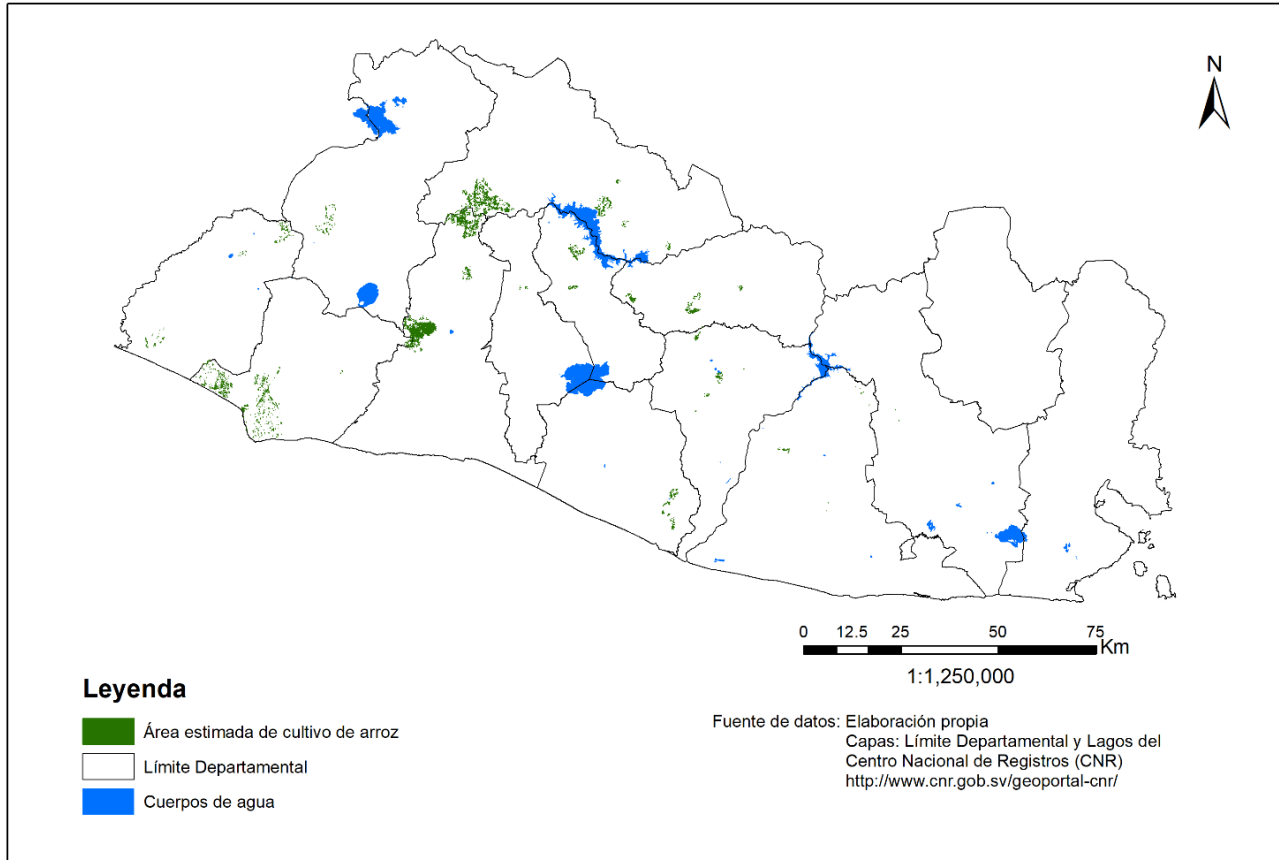 N
0 12.5 25 50 75
Km
1:1,250,000
Leyenda
Área estimada de cultivo de arroz
Límite Departamental
Cuerpos de agua
Fuente de datos: Elaboración propia
Capas: Límite Departamental y Lagos del
Centro Nacional de Registros (CNR)
http://www.cnr.gob.sv/geoportal-cnr/